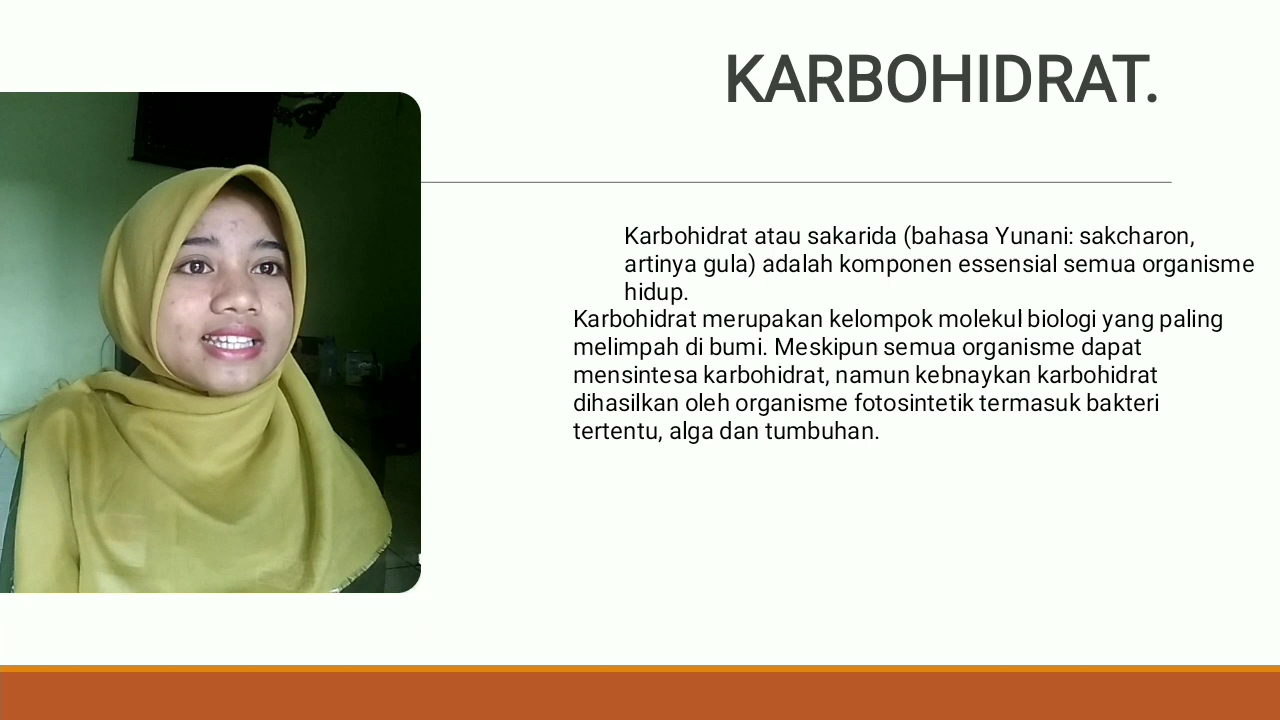 KARBOHIDRAT.
Karbohidrat atau sakarida (bahasa Yunani: sakcharon,
artinya gula) adalah komponen essensial semua organisme
hidup.
Karbohidrat merupakan kelompok molekul biologi yang paling
melimpah di bumi. Meskipun semua organisme dapat
mensintesa karbohidrat, namun kebnaykan karbohidrat
dihasilkan oleh organisme fotosintetik termasuk bakteri
tertentu, alga dan tumbuhan.